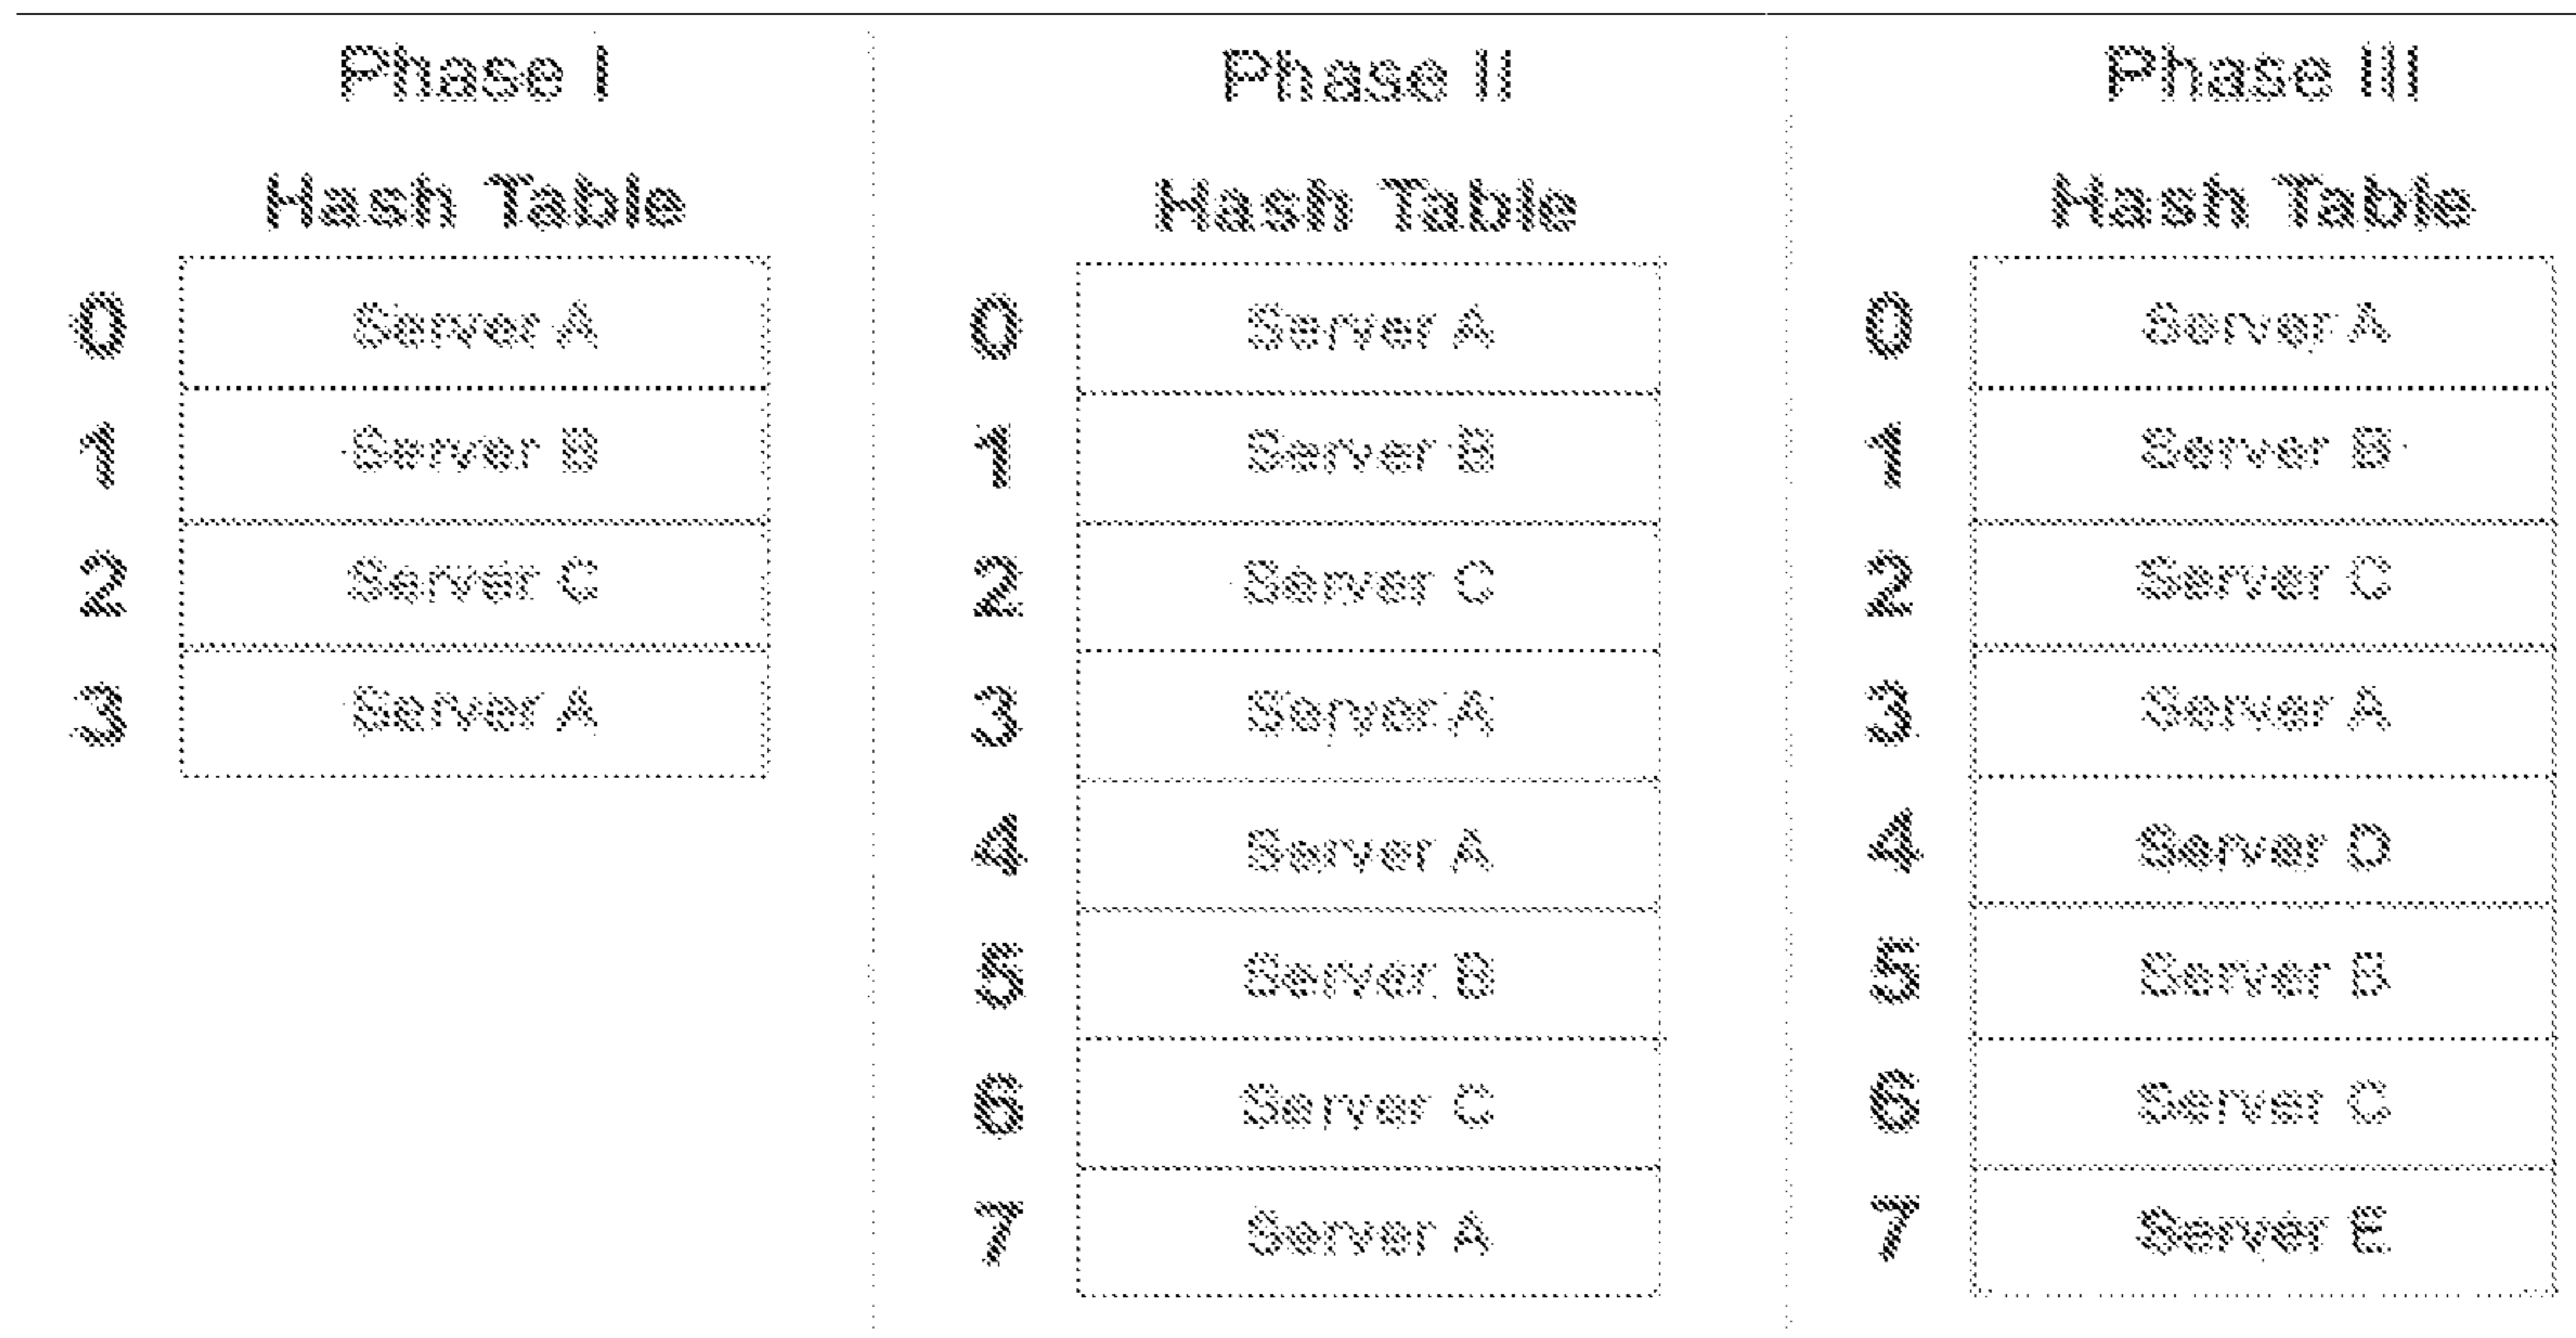 Phase I
Hash Table
0 Server A
1 Server B
2 Server C
3 Server A
Phase II
Hash Table
0 Server A
1 Server B
2 Server C
3 Server A
4 Server A
5 Server B
6 Server C
7 Server A
Phase III
Hash Table
0 Server A
1 Server B
2 Server C
3 Server A
4 Server D
5 Server B
6 Server C
7 Server E